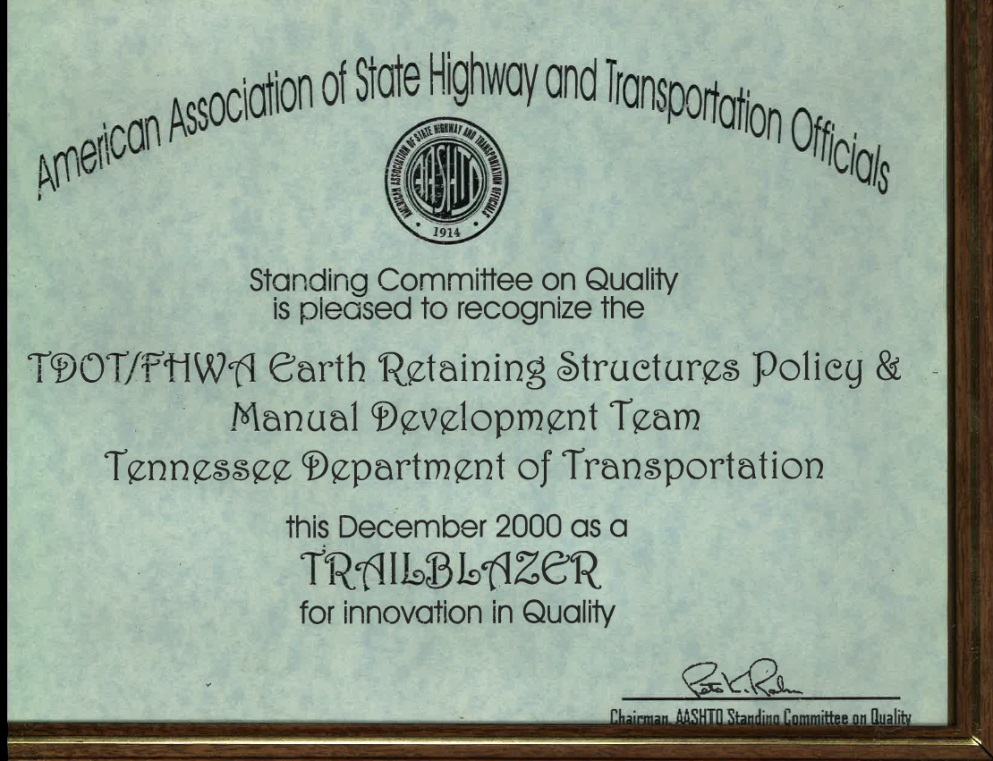 American Association of State Highway and Transportation Officials
AMERICAN ASSOCIATION OF STATE HIGHWAY AND TRANSPORTATION OFFICIALS
AASHTO
1914
Standing Committee on Quality
is pleased to recognize the
TDOT/FHWA Earth Retaining Structures Policy &
Manual Development Team
Tennessee Department of Transportation
this December 2000 as a
TRAILBLAZER
for innovation in Quality
Chairman, AASHTO Standing Committee on Quality